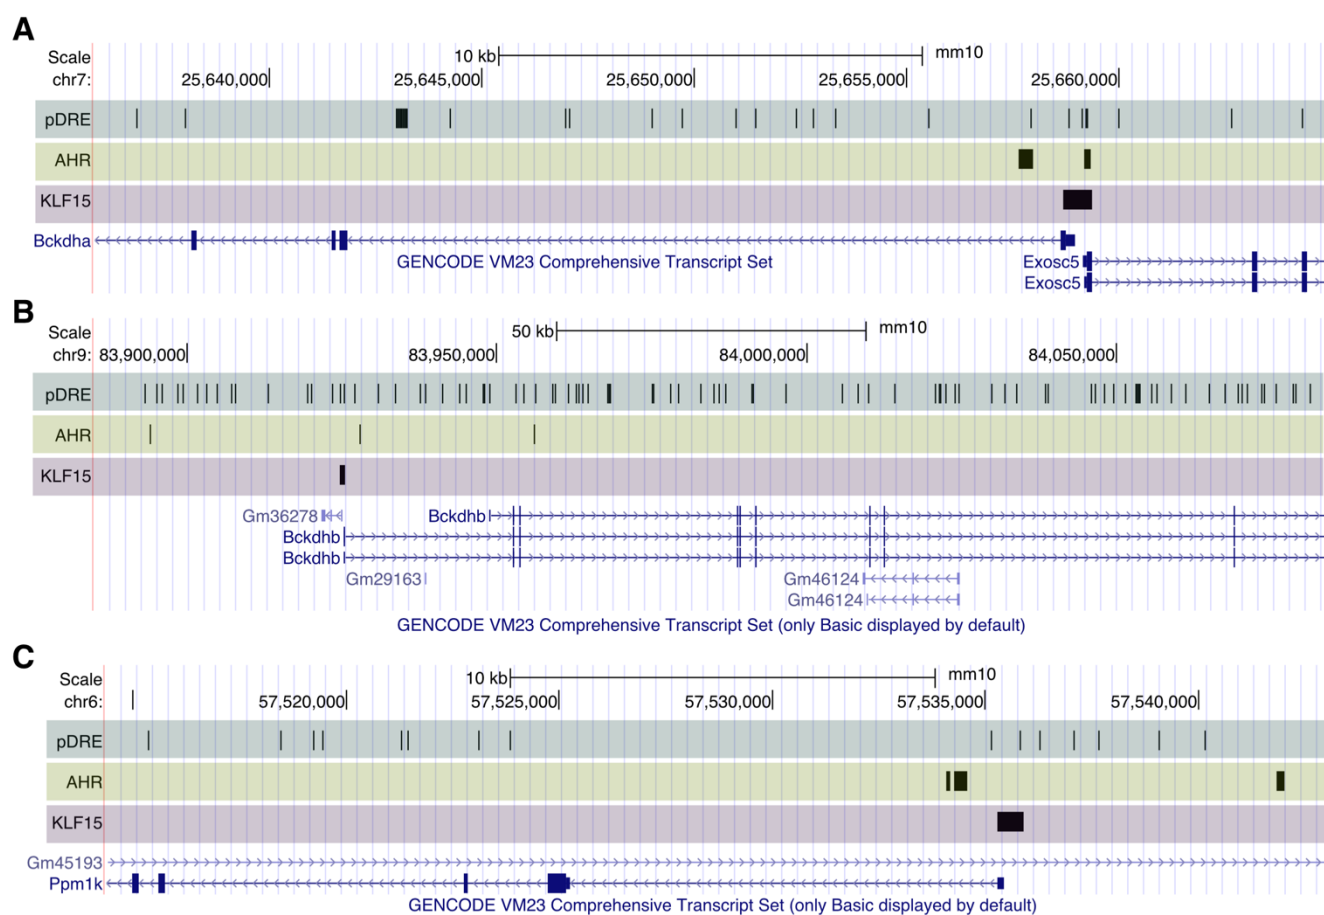 A
Scale 10 kb mm10
chr7: 25,640,000 25,645,000 25,650,000 25,655,000 25,660,000
pDRE
AHR
KLF15
Bckdha
GENCODE VM23 Comprehensive Transcript Set Exosc5
Exosc5
B
Scale 50 kb mm10
chr9: 83,900,000 83,950,000 84,000,000 84,050,000
pDRE
AHR
KLF15
Gm36278 Bckdhb
Bckdhb
Bckdhb
Gm29163 Gm46124
Gm46124
GENCODE VM23 Comprehensive Transcript Set (only Basic displayed by default)
C
Scale 10 kb mm10
chr6: 57,520,000 57,525,000 57,530,000 57,535,000 57,540,000
pDRE
AHR
KLF15
Gm45193
Ppm1k
GENCODE VM23 Comprehensive Transcript Set (only Basic displayed by default)